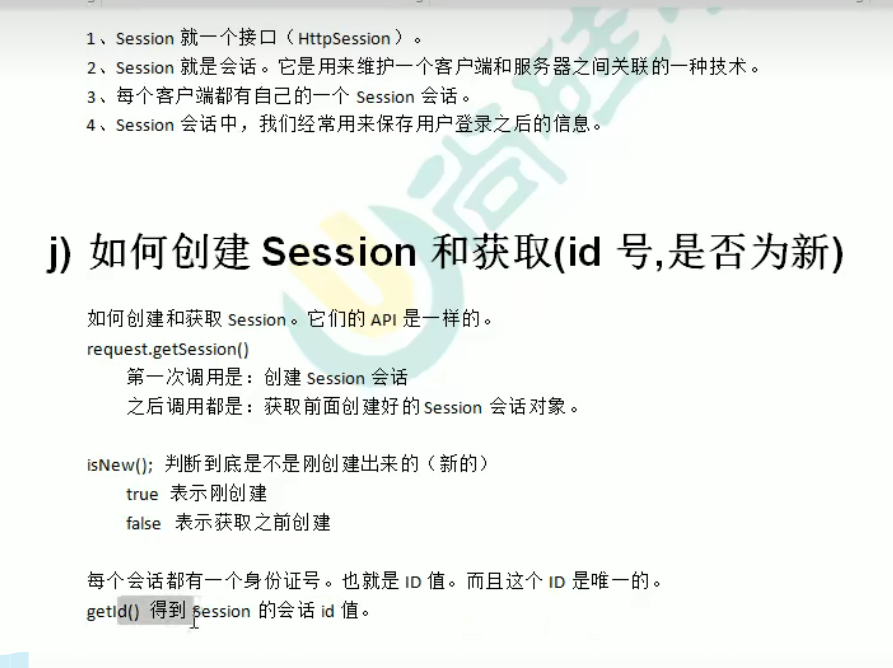 1、Session 就一个接口（HttpSession）。
2、Session 就是会话。它是用来维护一个客户端和服务器之间关联的一种技术。
3、每个客户端都有自己的一个 Session 会话。
4、Session 会话中，我们经常用来保存用户登录之后的信息。
j) 如何创建 Session 和获取(id 号,是否为新)
如何创建和获取 Session。它们的 API 是一样的。
request.getSession()
第一次调用是：创建 Session 会话
之后调用都是：获取前面创建好的 Session 会话对象。
isNew(); 判断到底是不是刚创建出来的（新的）
true 表示刚创建
false 表示获取之前创建
每个会话都有一个身份证号。也就是 ID 值。而且这个 ID 是唯一的。
getId() 得到 Session 的会话 id 值。